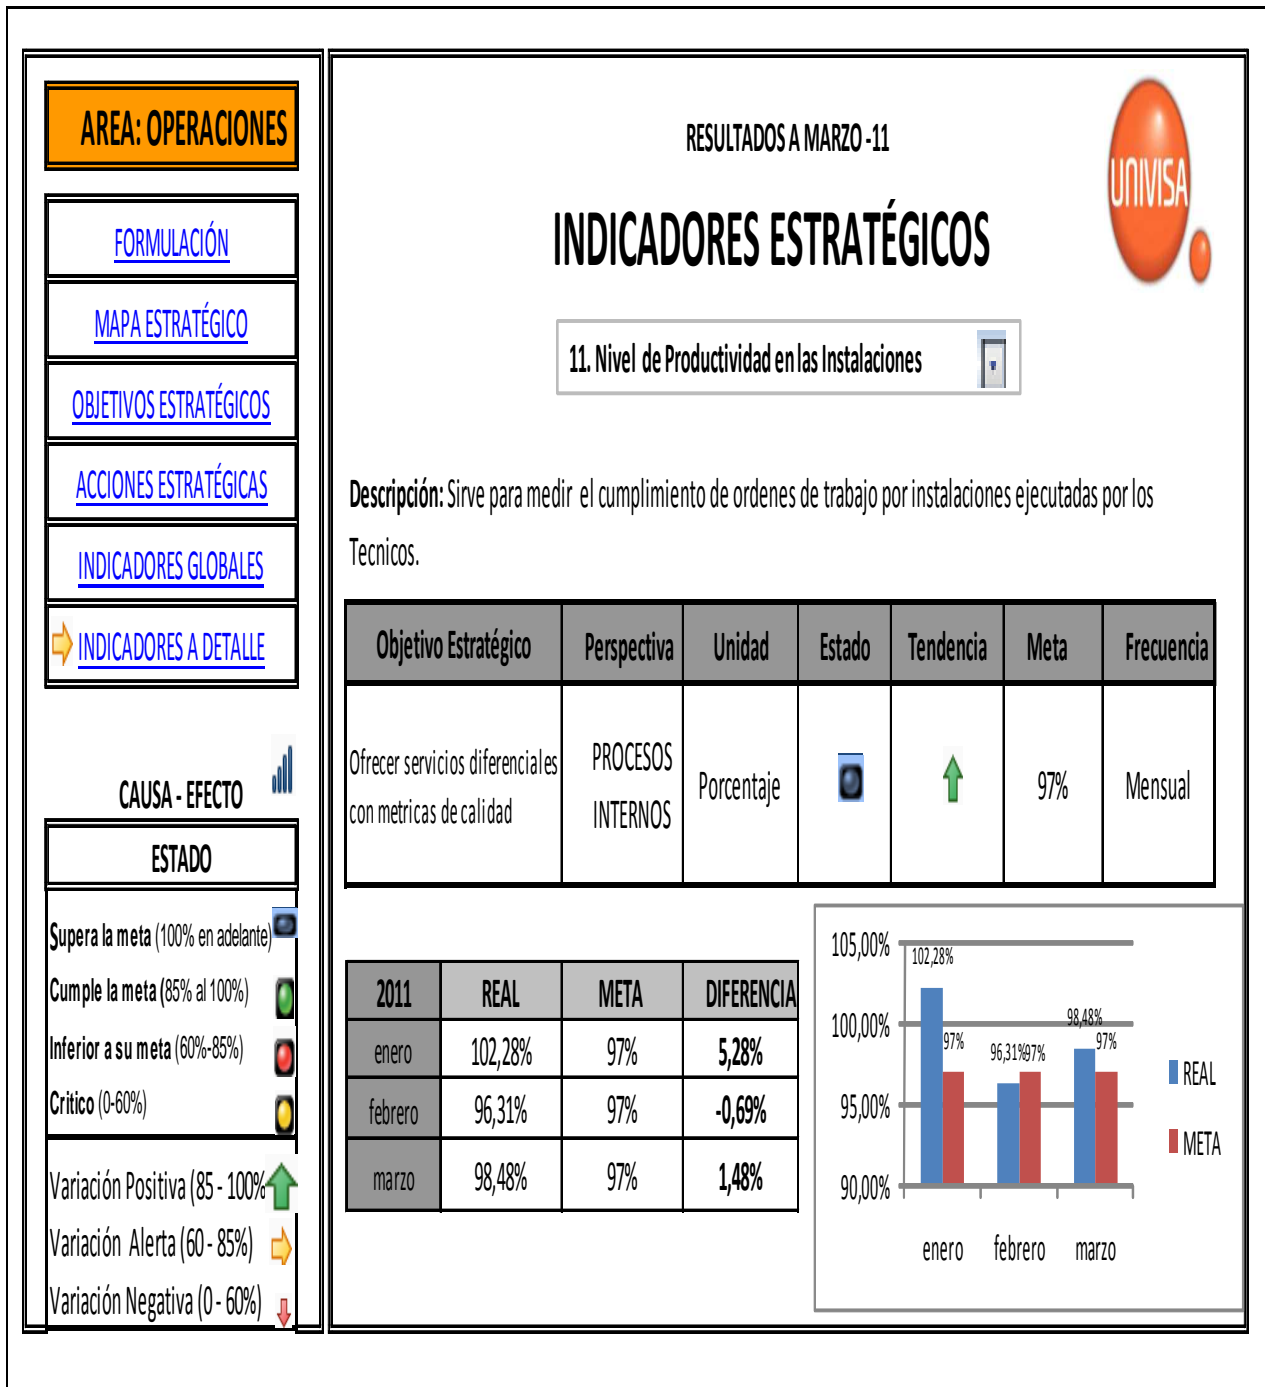 AREA: OPERACIONES
FORMULACIÓN
MAPA ESTRATÉGICO
OBJETIVOS ESTRATÉGICOS
ACCIONES ESTRATÉGICAS
INDICADORES GLOBALES
INDICADORES A DETALLE
CAUSA - EFECTO
ESTADO
Supera la meta (100% en adelante)
Cumple la meta (85% al 100%)
Inferior a su meta (60%-85%)
Critico (0-60%)
Variación Positiva (85 - 100%
Variación Alerta (60 - 85%)
Variación Negativa (0 - 60%)
RESULTADOS A MARZO -11
INDICADORES ESTRATÉGICOS
UNIVISA
11. Nivel de Productividad en las Instalaciones
Descripción: Sirve para medir el cumplimiento de ordenes de trabajo por instalaciones ejecutadas por los
Tecnicos.
Objetivo Estratégico Perspectiva Unidad Estado Tendencia Meta Frecuencia
Ofrecer servicios diferenciales
con metricas de calidad
PROCESOS
INTERNOS
Porcentaje
97%
Mensual
2011 REAL META DIFERENCIA
enero 102,28% 97% 5,28%
febrero 96,31% 97% -0,69%
marzo 98,48% 97% 1,48%
105,00%
100,00%
95,00%
90,00%
102,28%
97%
96,31%
97%
98,48%
97%
enero febrero marzo
REAL
META